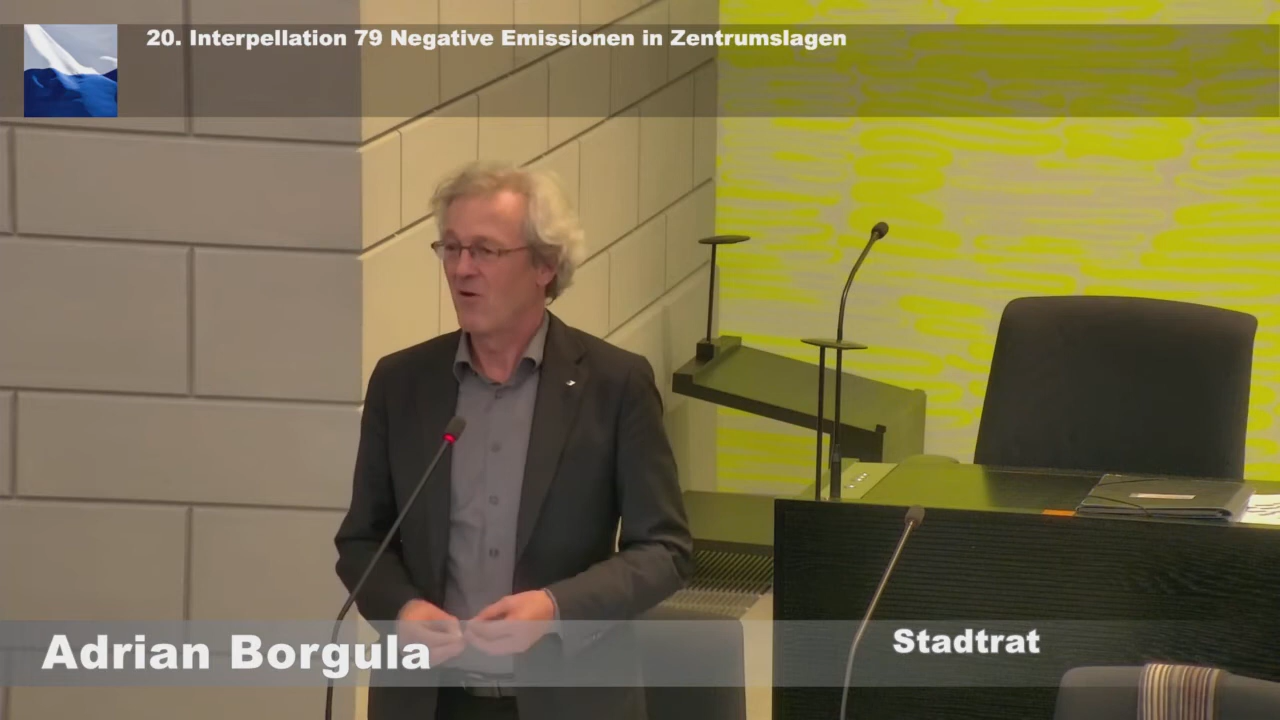 20. Interpellation 79 Negative Emissionen in Zentrumslagen
Adrian Borgula
Stadtrat